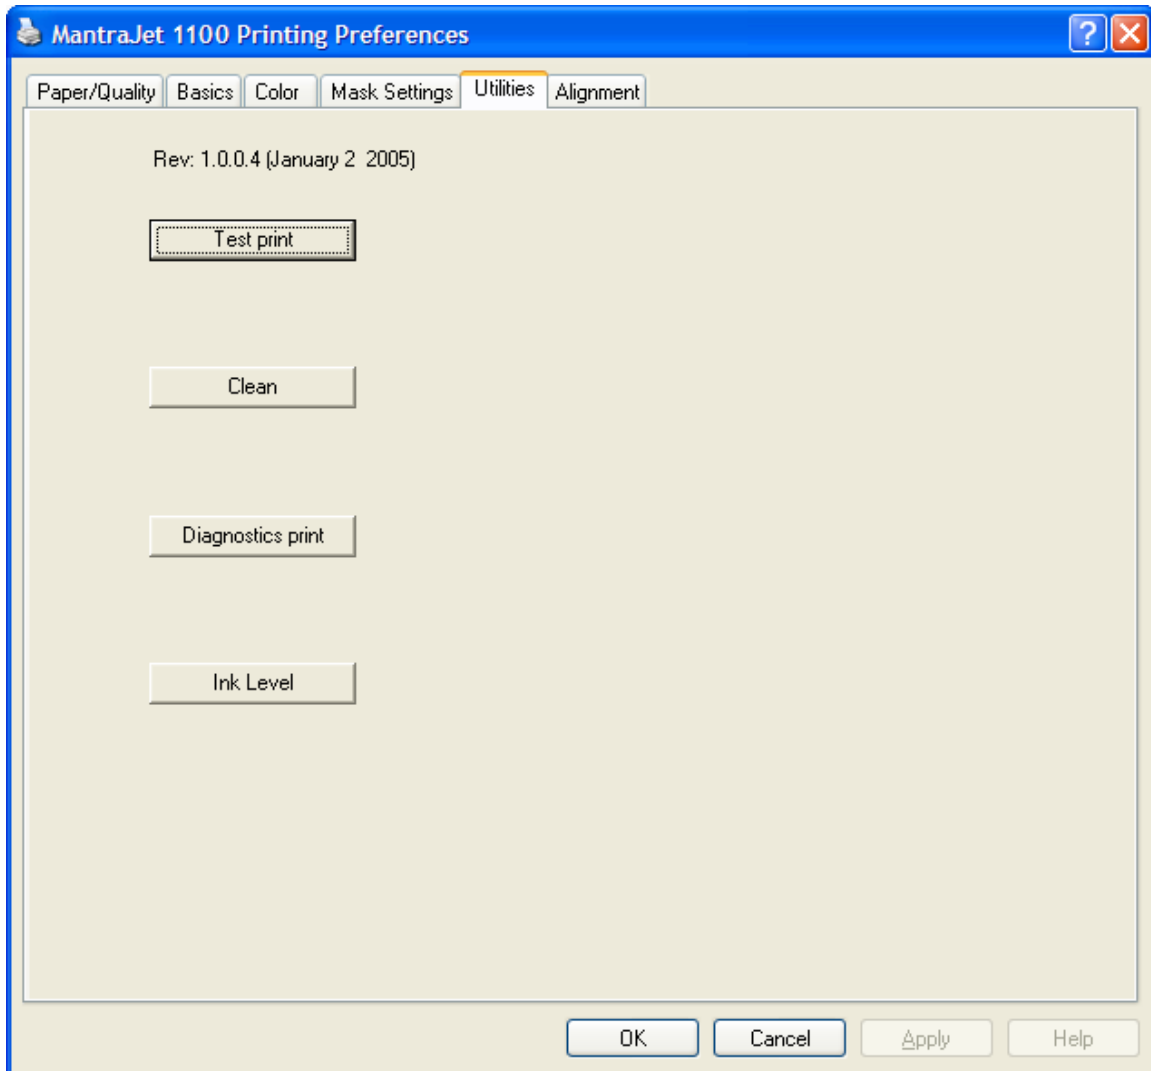 MantraJet 1100 Printing Preferences
Paper/Quality Basics Color Mask Settings Utilities Alignment
Rev: 1.0.0.4 (January 2 2005)
Test print
Clean
Diagnostics print
Ink Level
OK Cancel Apply Help